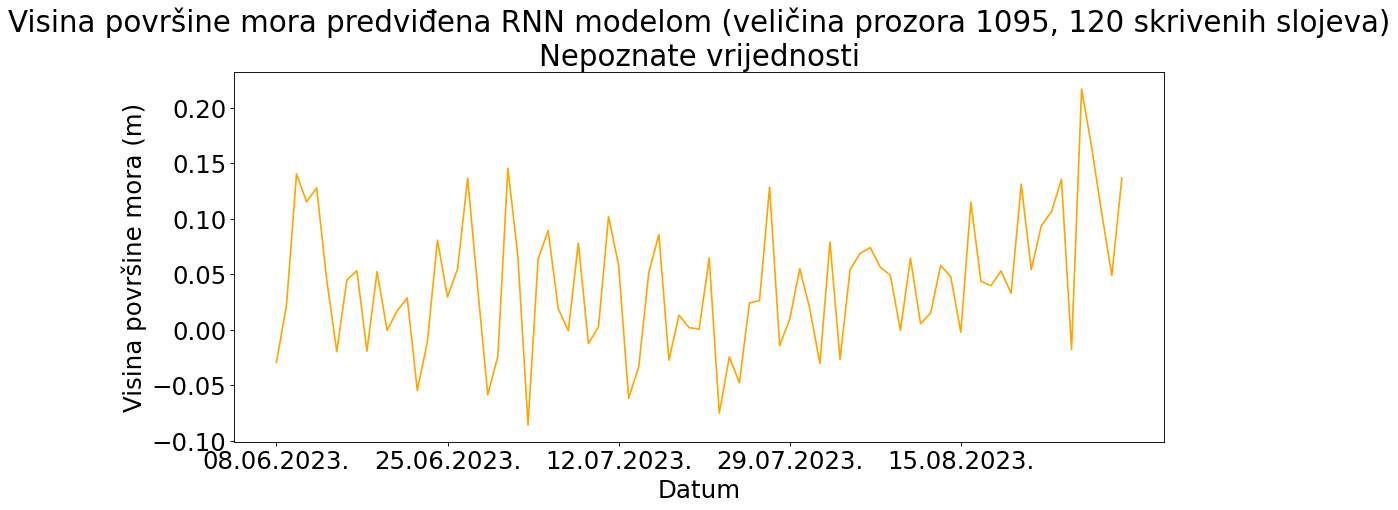 Visina površine mora predviđena RNN modelom (veličina prozora 1095, 120 skrivenih slojeva)
Nepoznate vrijednosti
Visina površine mora (m)
0.20
0.15
0.10
0.05
0.00
−0.05
−0.10
08.06.2023. 25.06.2023. 12.07.2023. 29.07.2023. 15.08.2023.
Datum